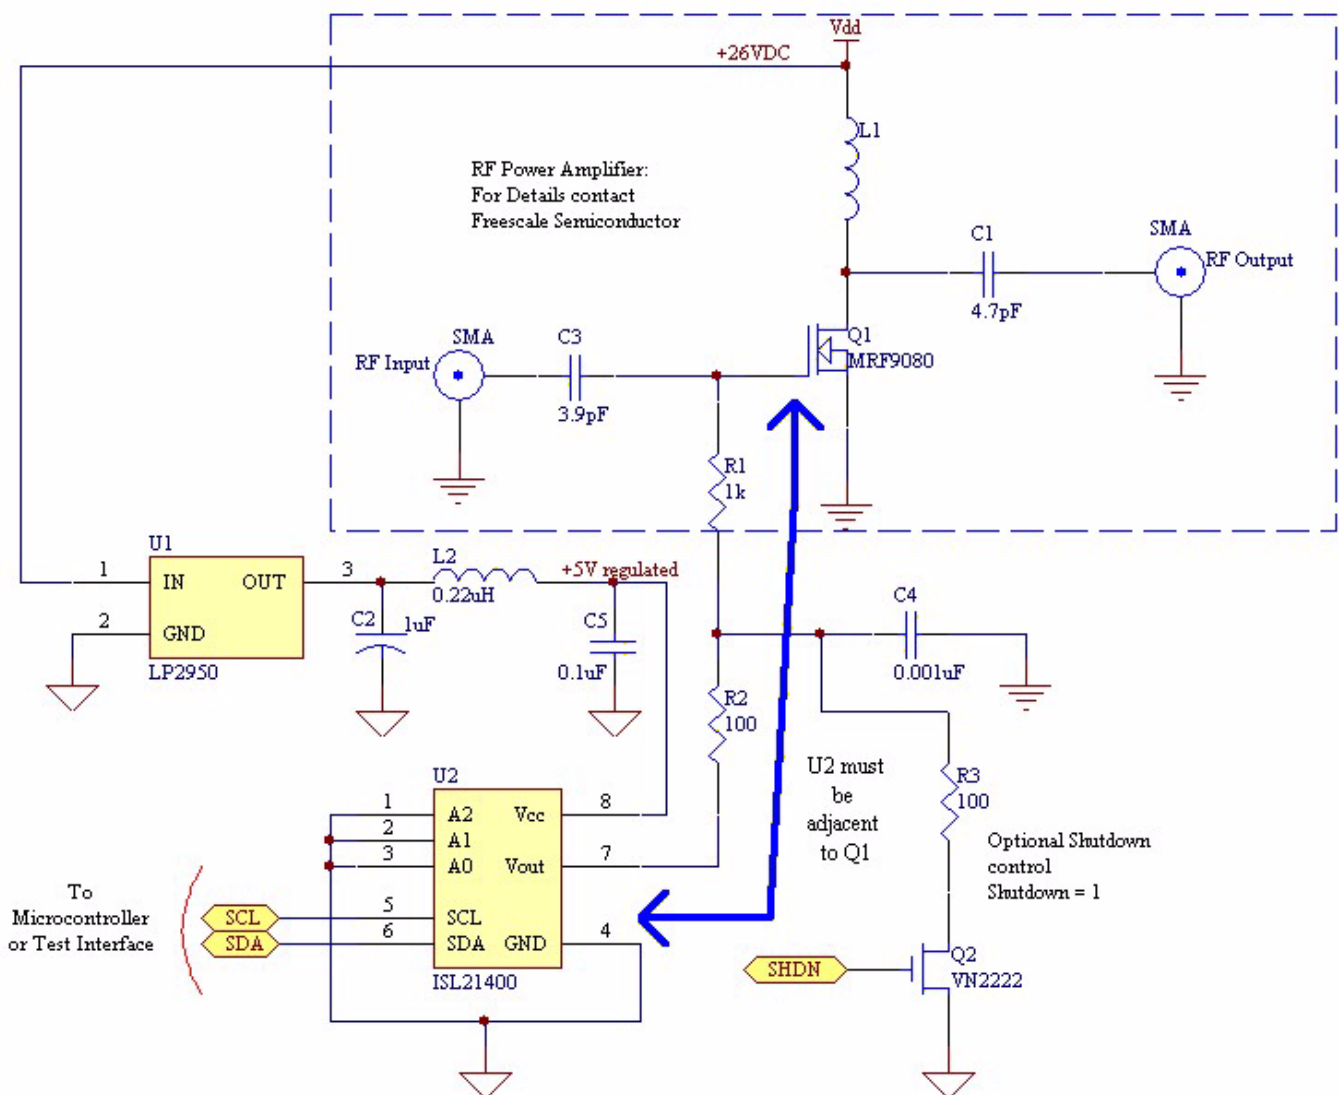 Vdd
+26VDC
L1
RF Power Amplifier:
For Details contact
Freescale Semiconductor
C1
4.7pF
SMA
RF Output
Q1
MRF9080
SMA
RF Input
C3
3.9pF
R1
1k
U1
1
IN
OUT
3
2
GND
LP2950
L2
0.22uH
+5V regulated
C2
1uF
C5
0.1uF
C4
0.001uF
R2
100
U2 must
be
adjacent
to Q1
R3
100
Optional Shutdown
control
Shutdown = 1
U2
1
A2
Vcc
8
2
A1
3
A0
Vout
7
5
SCL
6
SDA
GND
4
ISL21400
To
Microcontroller
or Test Interface
SCL
SDA
SHDN
Q2
VN2222